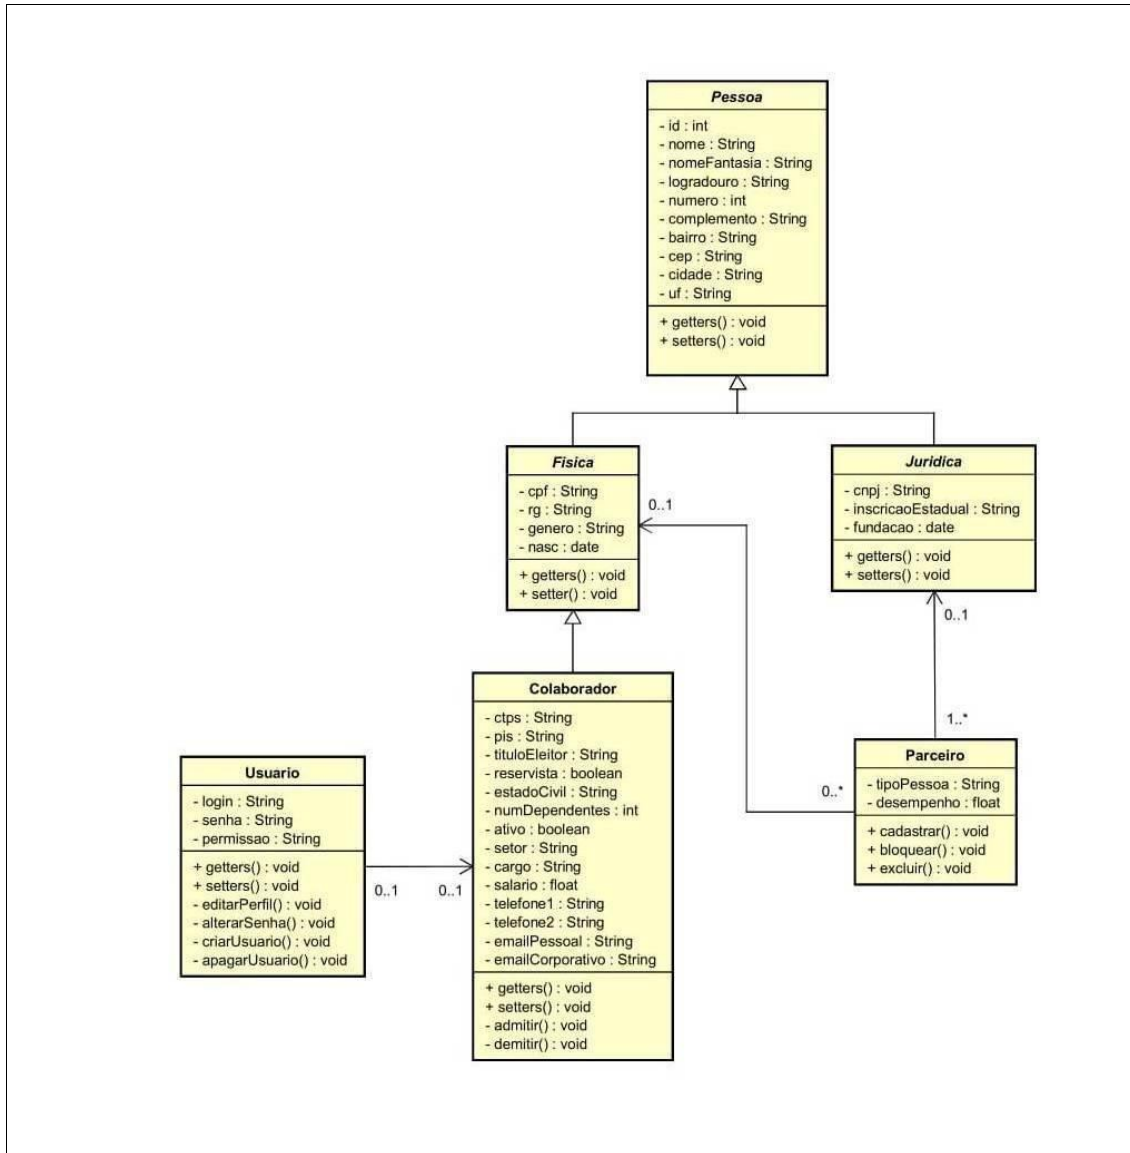 Pessoa
- id : int
- nome : String
- nomeFantasia : String
- logradouro : String
- numero : int
- complemento : String
- bairro : String
- cep : String
- cidade : String
- uf : String
+ getters() : void
+ setters() : void
Fisica
- cpf : String
- rg : String
- genero : String
- nasc : date
+ getters() : void
+ setter() : void
0..1
Juridica
- cnpj : String
- inscricaoEstadual : String
- fundacao : date
+ getters() : void
+ setters() : void
0..1
1..*
Colaborador
- ctps : String
- pis : String
- tituloEleitor : String
- reservista : boolean
- estadoCivil : String
- numDependentes : int
- ativo : boolean
- setor : String
- cargo : String
- salario : float
- telefone1 : String
- telefone2 : String
- emailPessoal : String
- emailCorporativo : String
+ getters() : void
+ setters() : void
- admitir() : void
- demitir() : void
Usuario
- login : String
- senha : String
- permissao : String
+ getters() : void
+ setters() : void
- editarPerfil() : void
- alterarSenha() : void
- criarUsuario() : void
- apagarUsuario() : void
0..1
0..1
0..*
Parceiro
- tipoPessoa : String
- desempenho : float
+ cadastrar() : void
+ bloquear() : void
+ excluir() : void